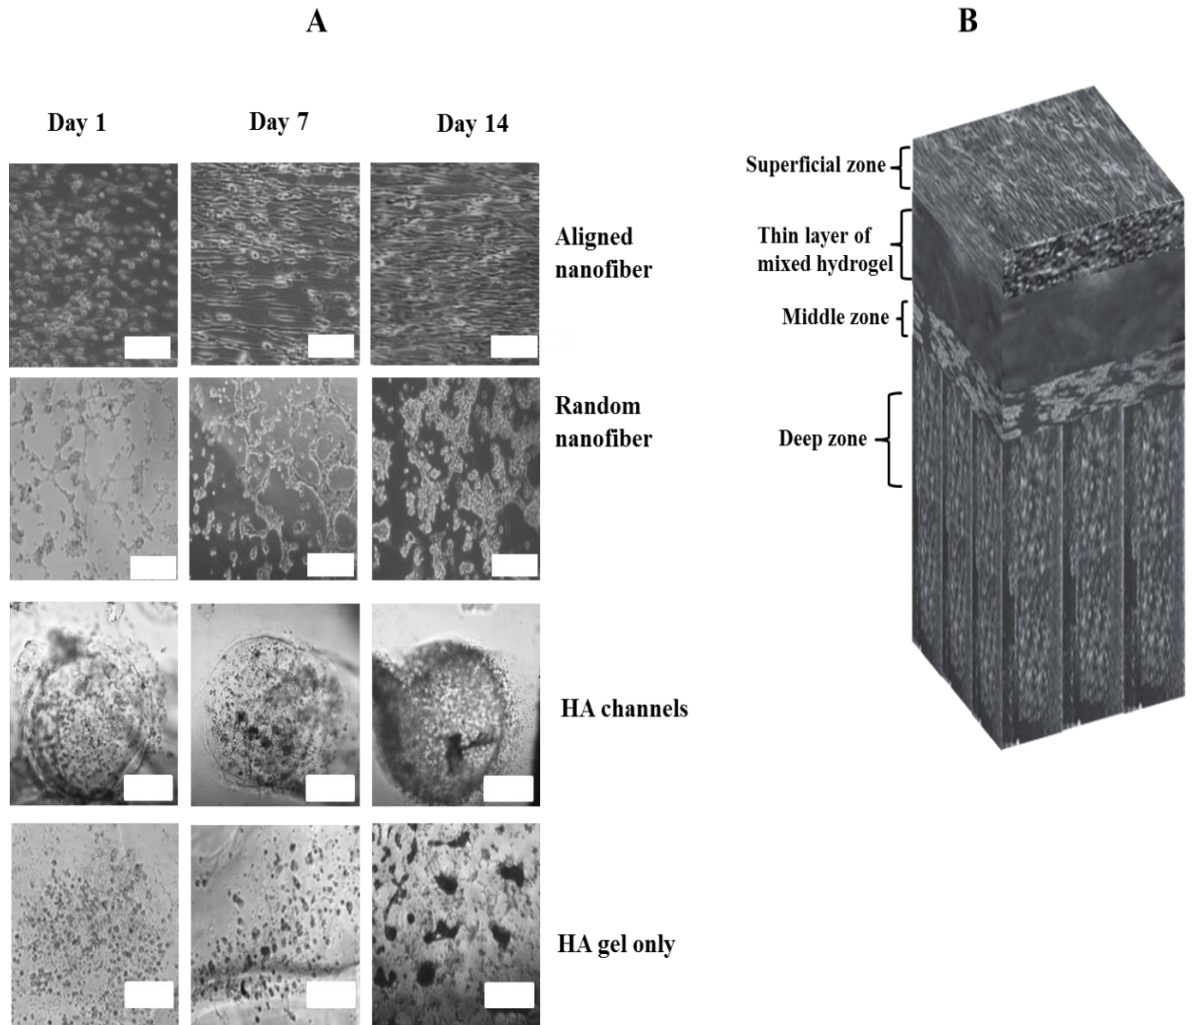 A
B
Day 1
Day 7
Day 14
Aligned
nanofiber
Random
nanofiber
HA channels
HA gel only
Superficial zone
Thin layer of
mixed hydrogel
Middle zone
Deep zone